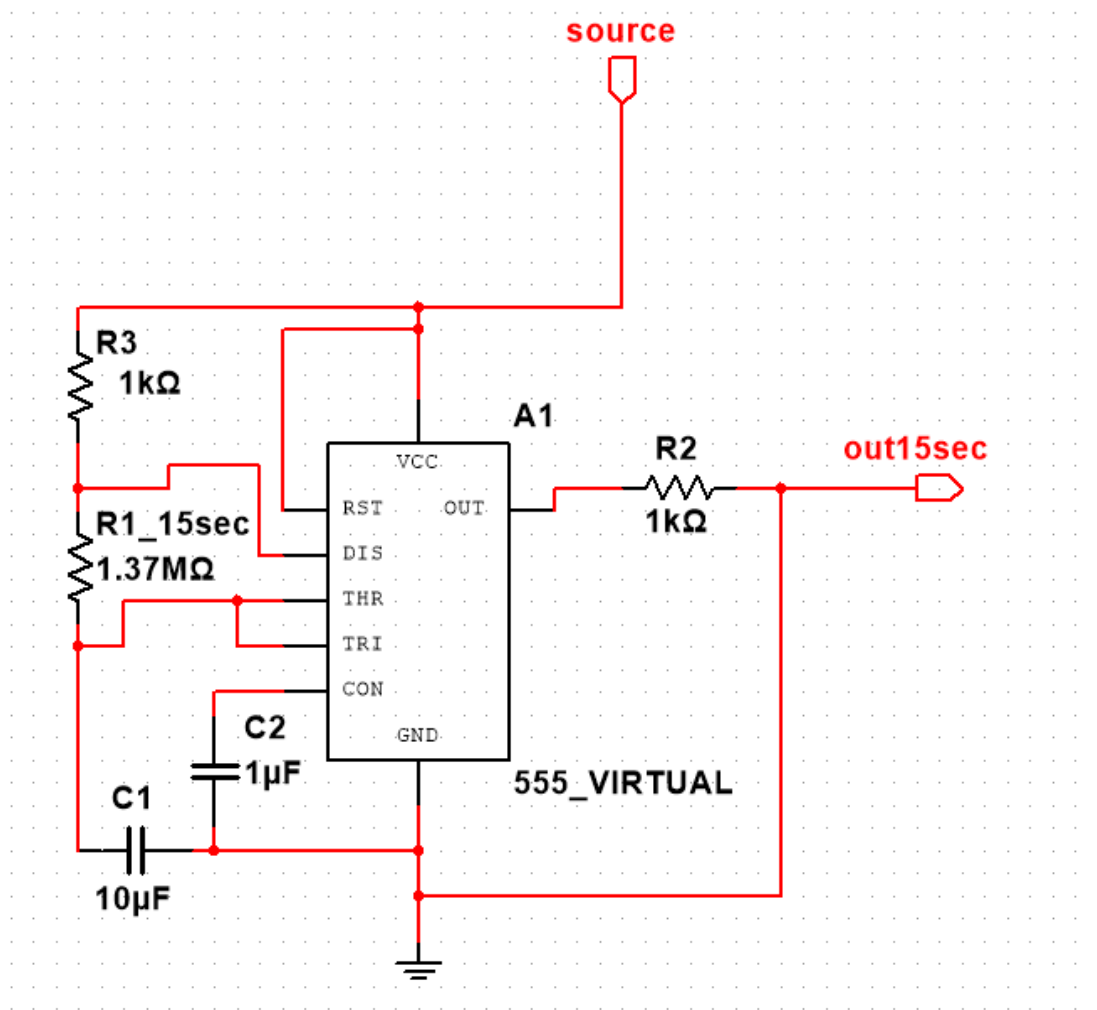 source
R3
1kΩ
A1
VCC
R2
out15sec
RST
OUT
1kΩ
R1_15sec
DIS
1.37MΩ
THR
TRI
CON
C2
GND
1µF
555_VIRTUAL
C1
10µF